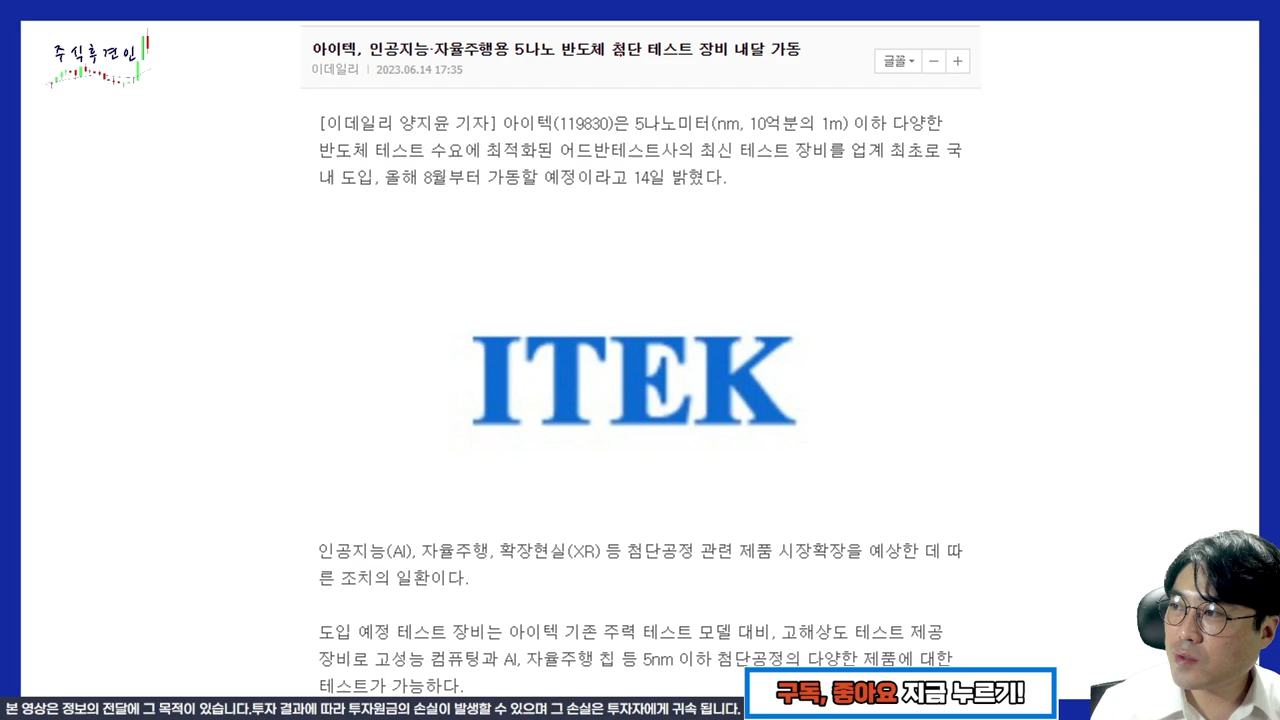 주식후견인
아이텍, 인공지능·자율주행용 5나노 반도체 첨단 테스트 장비 내달 가동
이데일리 | 2023.06.14 17:35
글꼴 - +
[이데일리 양지윤 기자] 아이텍(119830)은 5나노미터(nm, 10억분의 1m) 이하 다양한
반도체 테스트 수요에 최적화된 어드반테스트사의 최신 테스트 장비를 업계 최초로 국
내 도입, 올해 8월부터 가동할 예정이라고 14일 밝혔다.
ITEK
인공지능(AI), 자율주행, 확장현실(XR) 등 첨단공정 관련 제품 시장확장을 예상한 데 따
른 조치의 일환이다.
도입 예정 테스트 장비는 아이텍 기존 주력 테스트 모델 대비, 고해상도 테스트 제공
장비로 고성능 컴퓨팅과 AI, 자율주행 칩 등 5nm 이하 첨단공정의 다양한 제품에 대한
테스트가 가능하다.
구독, 좋아요 지금 누르기!
본 영상은 정보의 전달에 그 목적이 있습니다.투자 결과에 따라 투자원금의 손실이 발생할 수 있으며 그 손실은 투자자에게 귀속 됩니다.